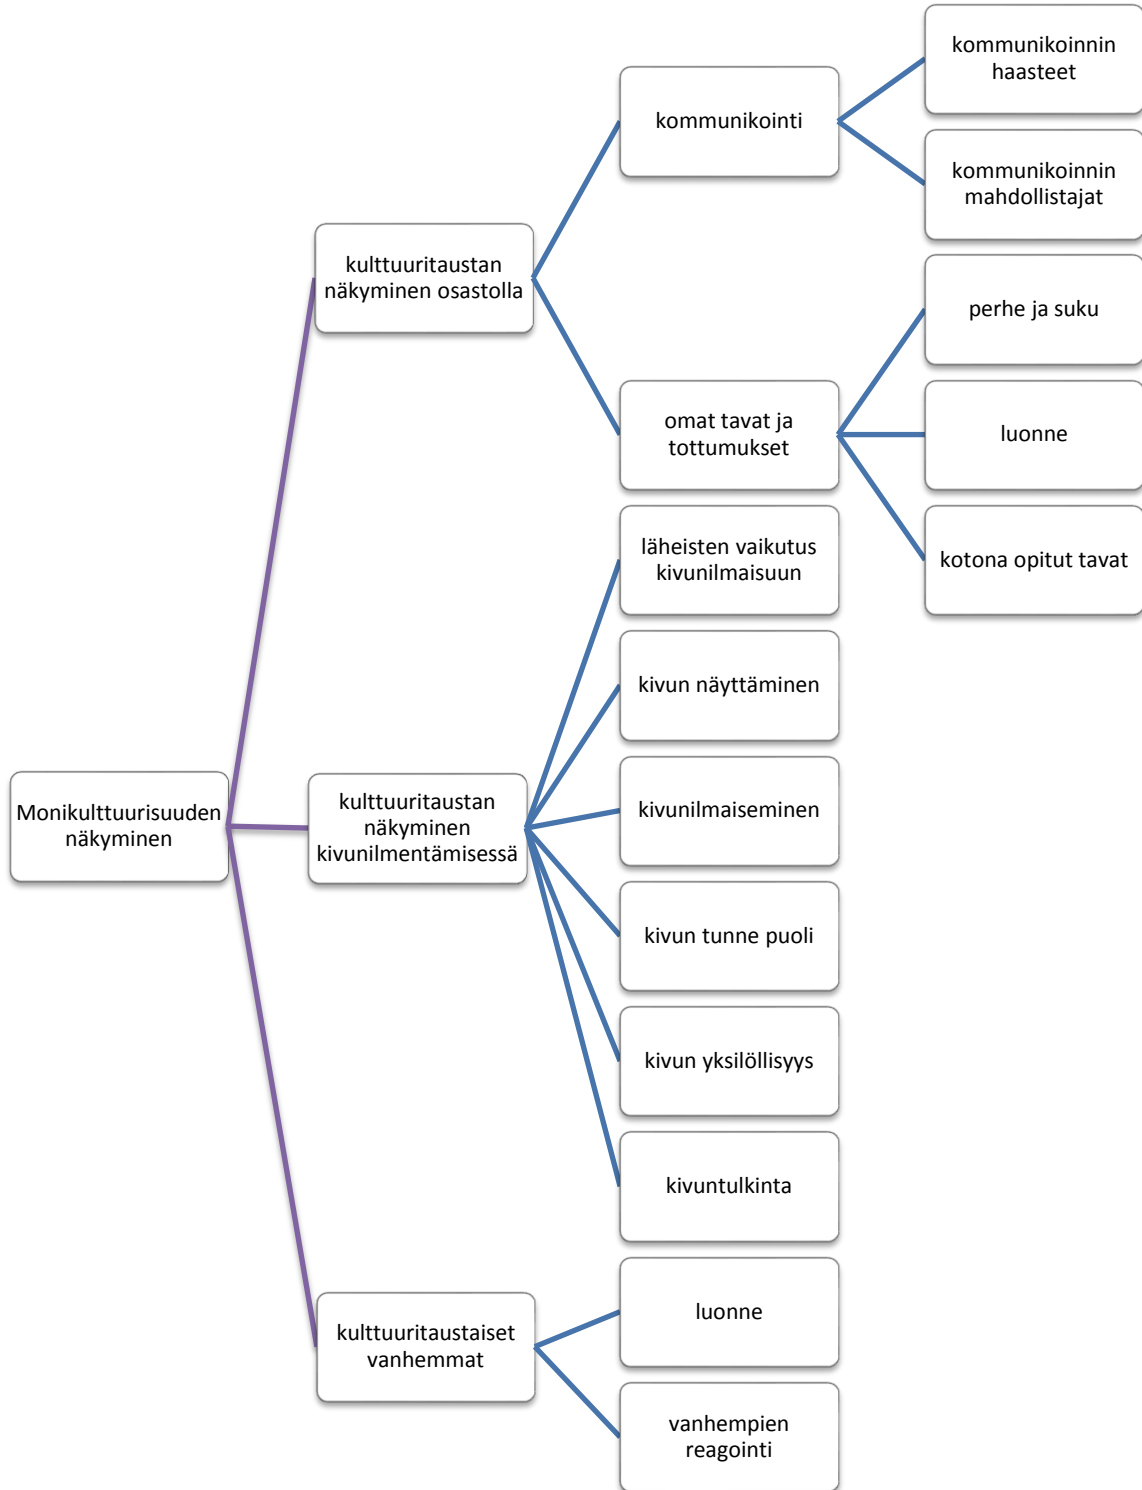 kommunikoinnin
haasteet
kommunikointi
kommunikoinnin
mahdollistajat
kulttuuritaustan
näkyminen osastolla
perhe ja suku
omat tavat ja
tottumukset
luonne
kotona opitut tavat
läheisten vaikutus
kivunilmaisuun
kivun näyttäminen
Monikulttuurisuuden
näkyminen
kulttuuritaustan
näkyminen
kivunilmentämisessä
kivunilmaiseminen
kivun tunne puoli
kivun yksilöllisyys
kivuntulkinta
kulttuuritaustaiset
vanhemmat
luonne
vanhempien
reagointi